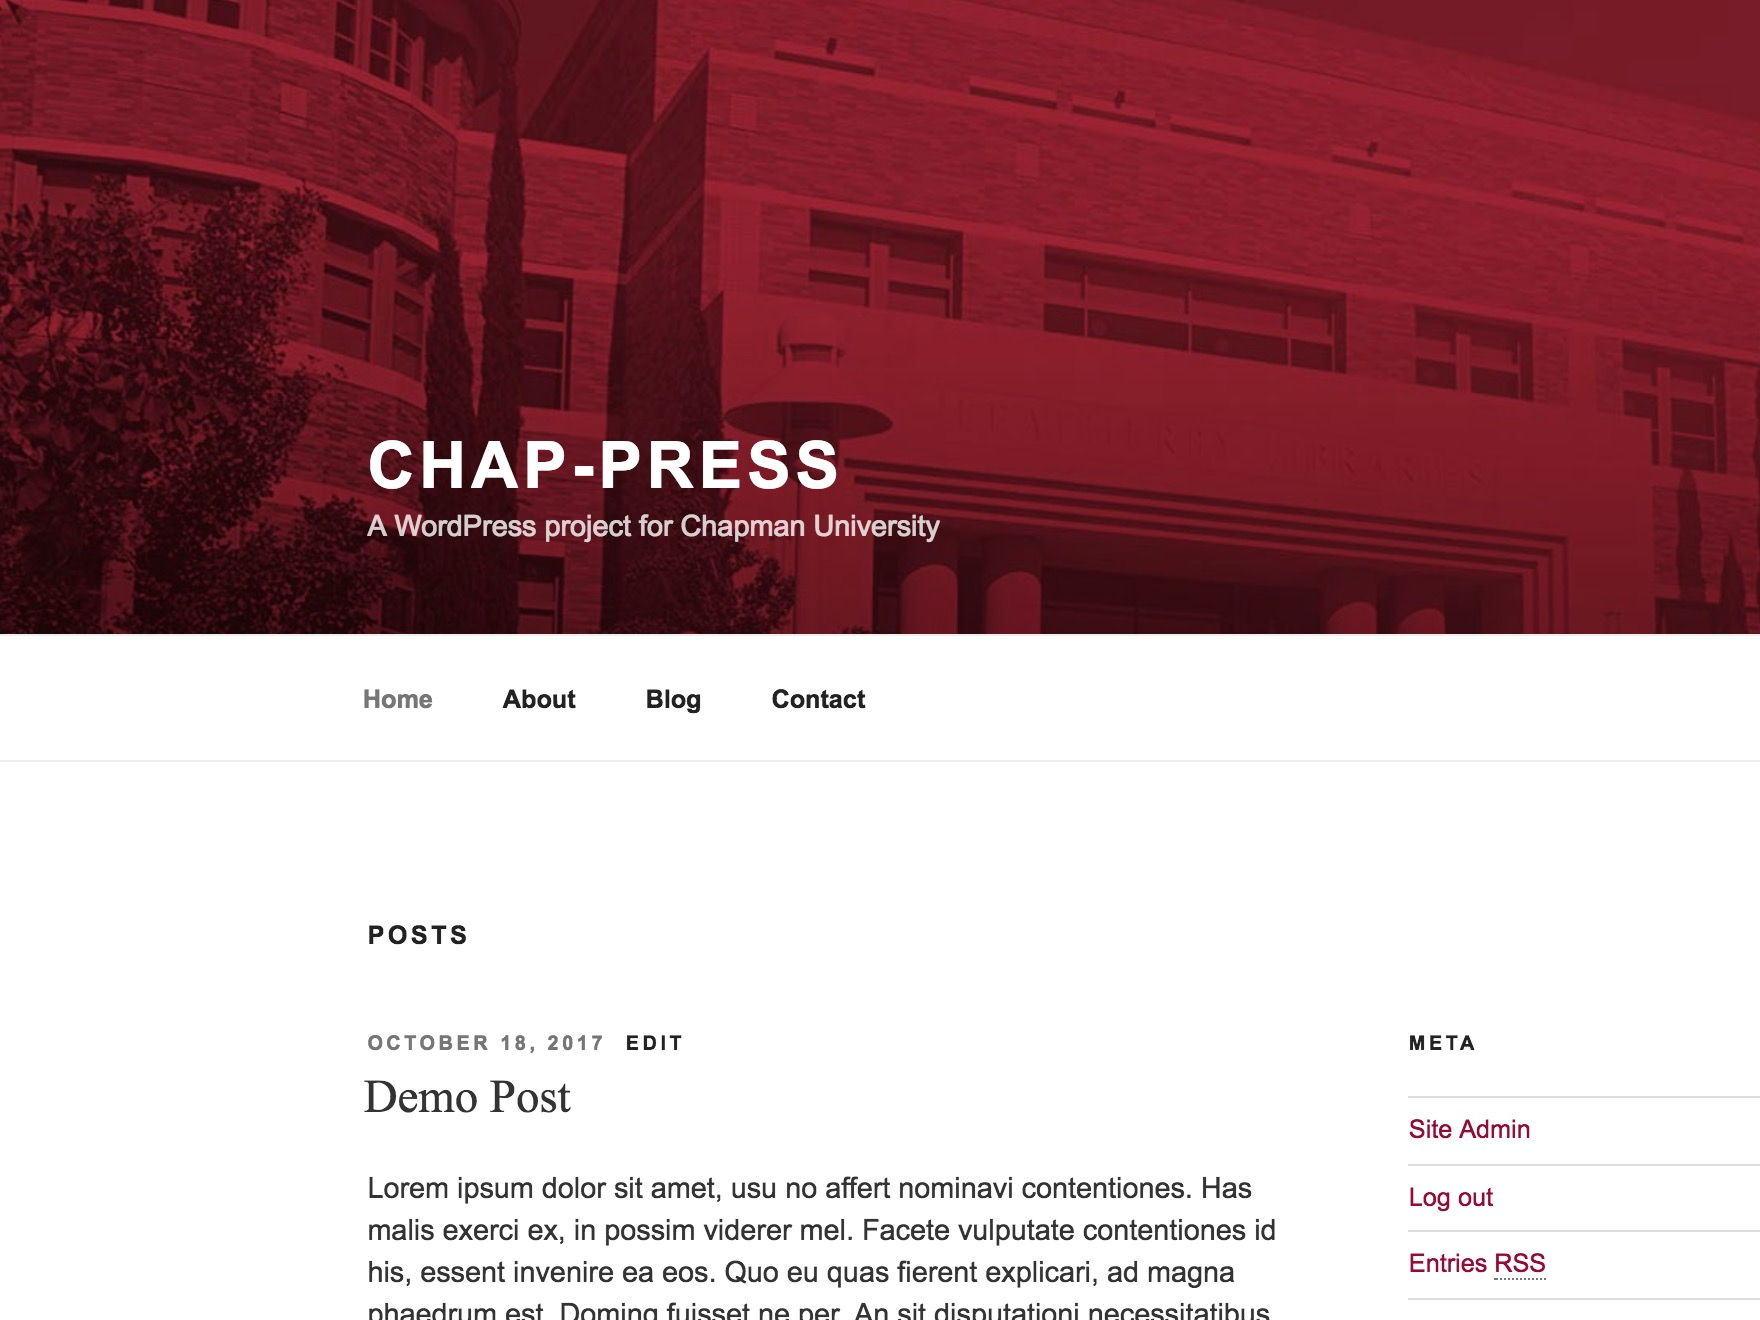 CHAP-PRESS
A WordPress project for Chapman University
Home About Blog Contact
POSTS
OCTOBER 18, 2017 EDIT
Demo Post
Lorem ipsum dolor sit amet, usu no affert nominavi contentiones. Has
malis exerci ex, in possim viderer mel. Facete vulputate contentiones id
his, essent invenire ea eos. Quo eu quas fierent explicari, ad magna
phaedrum est. Doming fuisset ne per. An sit disputationi necessitatibus
META
Site Admin
Log out
Entries RSS